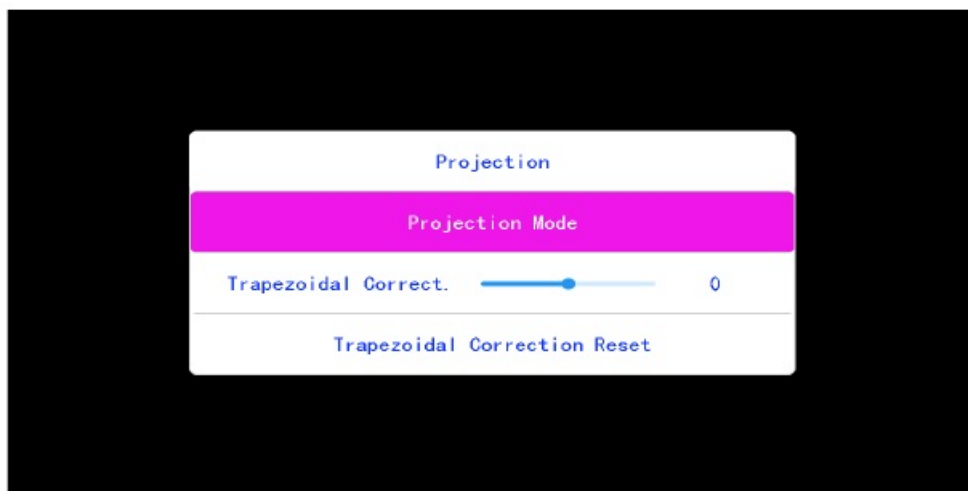 Projection
Projection Mode
Trapezoidal Correct. 0
Trapezoidal Correction Reset